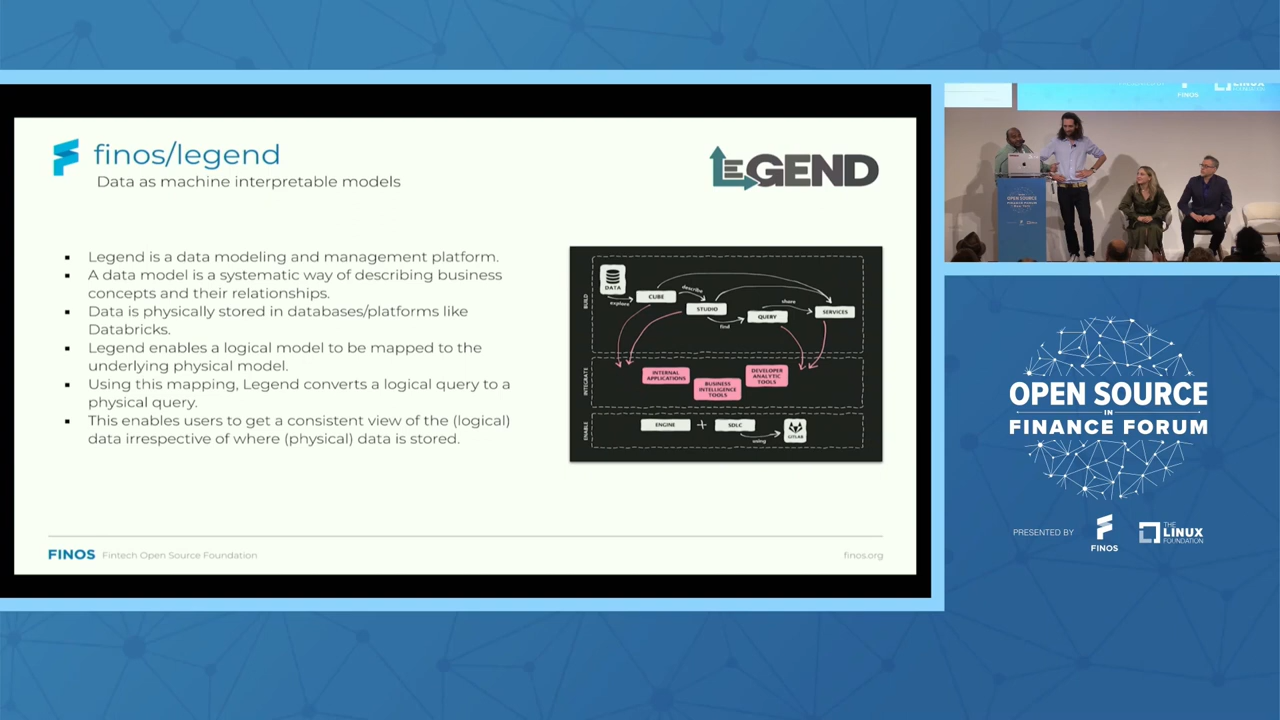 finos/legend
Data as machine interpretable models
LEGEND
▪ Legend is a data modeling and management platform.
▪ A data model is a systematic way of describing business
concepts and their relationships.
▪ Data is physically stored in databases/platforms like
Databricks.
▪ Legend enables a logical model to be mapped to the
underlying physical model.
▪ Using this mapping, Legend converts a logical query to a
physical query.
▪ This enables users to get a consistent view of the (logical)
data irrespective of where (physical) data is stored.
BUILD
DATA
explore
CUBE
describe
STUDIO
find
QUERY
share
SERVICES
INTEGRATE
INTERNAL
APPLICATIONS
BUSINESS
INTELLIGENCE
TOOLS
DEVELOPER
ANALYTIC
TOOLS
ENABLE
ENGINE
+
SDLC
using
GITLAB
FINOS Fintech Open Source Foundation
finos.org
FINOS
OPEN SOURCE
FINANCE FORUM
OPEN SOURCE
IN
FINANCE FORUM
PRESENTED BY
FINOS
THE
LINUX
FOUNDATION